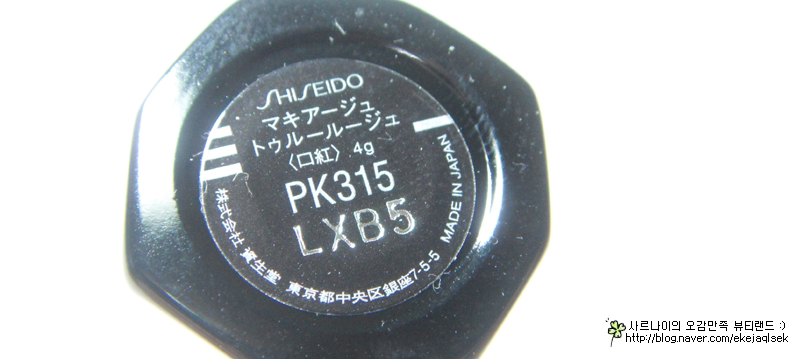 SHISEIDO
マキアージュ
トゥルールージュ
〈口紅〉 4g
PK315
LXB5
株式会社 資生堂 東京都中央区銀座7-5-5
MADE IN JAPAN
사르나이의 오감만족 뷰티랜드 :)
http://blog.naver.com/ekejaqlsek